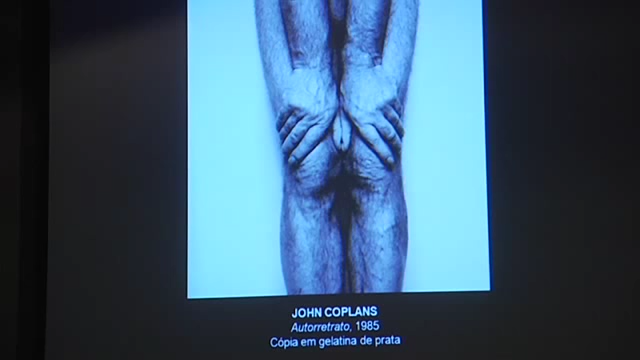 JOHN COPLANS
Autorretrato, 1985
Cópia em gelatina de prata